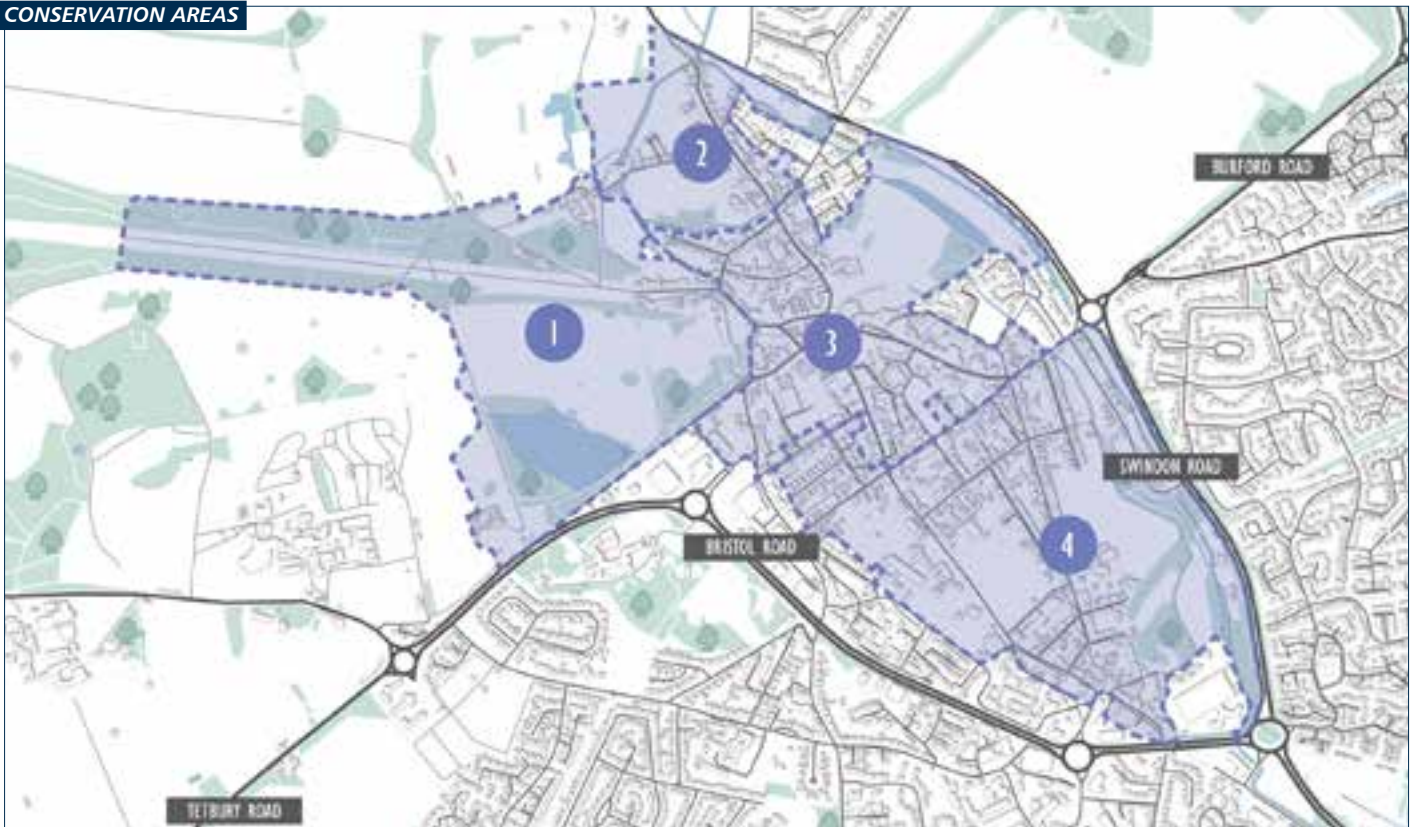 CONSERVATION AREAS
2
BURFORD ROAD
1
3
SWINDON ROAD
BRISTOL ROAD
4
TETBURY ROAD